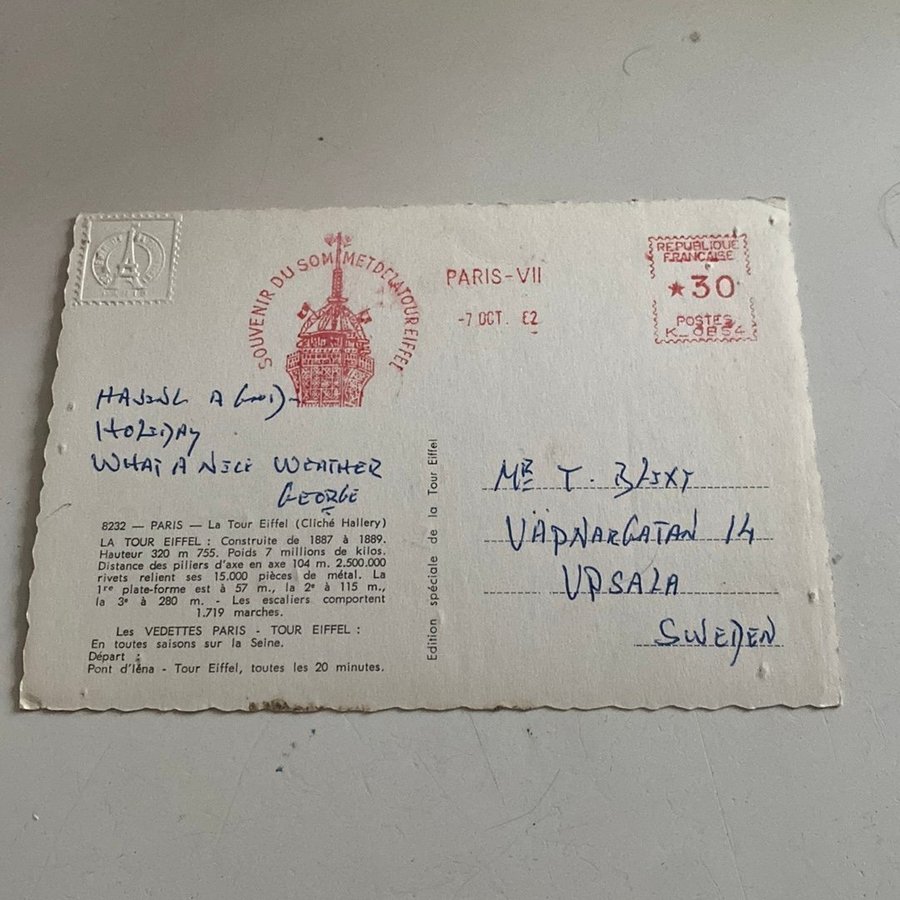 SOUVENIR DU SOMMET DE LA TOUR EIFFEL
PARIS-VII
-7 OCT. 62
REPUBLIQUE
FRANCAISE
★30
POSTES
K_0854
HAVING A GOOD
HOLIDAY
WHAT A NICE WEATHER
GEORGE
8232 — PARIS — La Tour Eiffel (Cliché Hallery)
LA TOUR EIFFEL : Construite de 1887 à 1889.
Hauteur 320 m 755. Poids 7 millions de kilos.
Distance des piliers d'axe en axe 104 m. 2.500.000
rivets relient ses 15.000 pièces de métal. La
1re plate-forme est à 57 m., la 2e à 115 m.,
la 3e à 280 m. - Les escaliers comportent
1.719 marches.
Les VEDETTES PARIS - TOUR EIFFEL :
En toutes saisons sur la Seine.
Départ :
Pont d'Iéna - Tour Eiffel, toutes les 20 minutes.
Edition spéciale de la Tour Eiffel
MR T. BLIXT
VÄPNARGATAN 14
UPSALA
SWEDEN